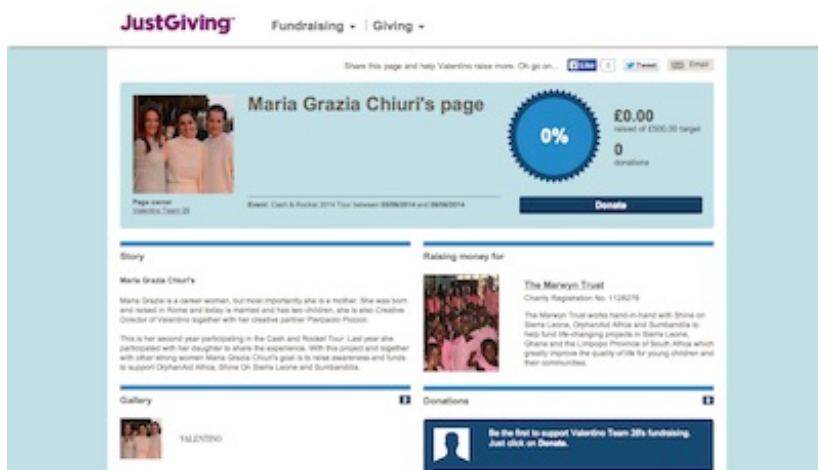 JustGiving™ Fundraising Giving
Share this page and help Valentino raise more. Oh go on... Like 0 Tweet Email
Maria Grazia Chiuri's page
0%
£0.00
raised of £500.00 target
0
donations
Page owner
Valentino Team 28
Event: Cash & Rocket 2014 Tour between and
Donate
Story
Maria Grazia Chiuri's
Maria Grazia is a career women, but most importantly she is a mother. She was born
and raised in Rome and today is married and has two children, she is also Creative
Director of Valentino together with her creative partner Pierpaolo Piccioli.
This is her second year participating in the Cash and Rocket Tour. Last year she
participated with her daughter to share the experience. With this project and together
with other strong women Maria Grazia Chiuri's goal is to raise awareness and funds
to support OrphanAid Africa, Shine On Sierra Leone and Sumbandila.
Raising money for
The Marwyn Trust
Charity Registration No. 1128276
The Marwyn Trust works hand-in-hand with Shine on
Sierra Leone, OrphanAid Africa and Sumbandila to
help fund life-changing projects in Sierra Leone,
Ghana and the Limpopo Province of South Africa which
greatly improve the quality of life for young children and
their communities.
Gallery
VALENTINO
Donations
Be the first to support Valentino Team 28's fundraising.
Just click on Donate.